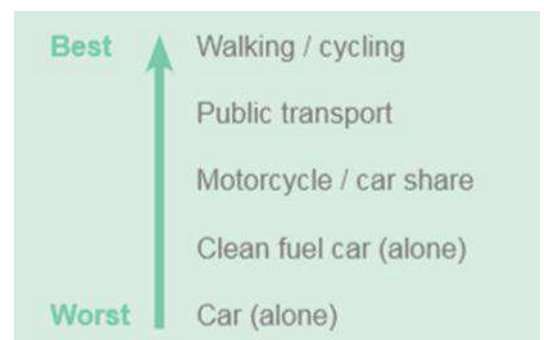 Best Walking / cycling
Public transport
Motorcycle / car share
Clean fuel car (alone)
Worst Car (alone)